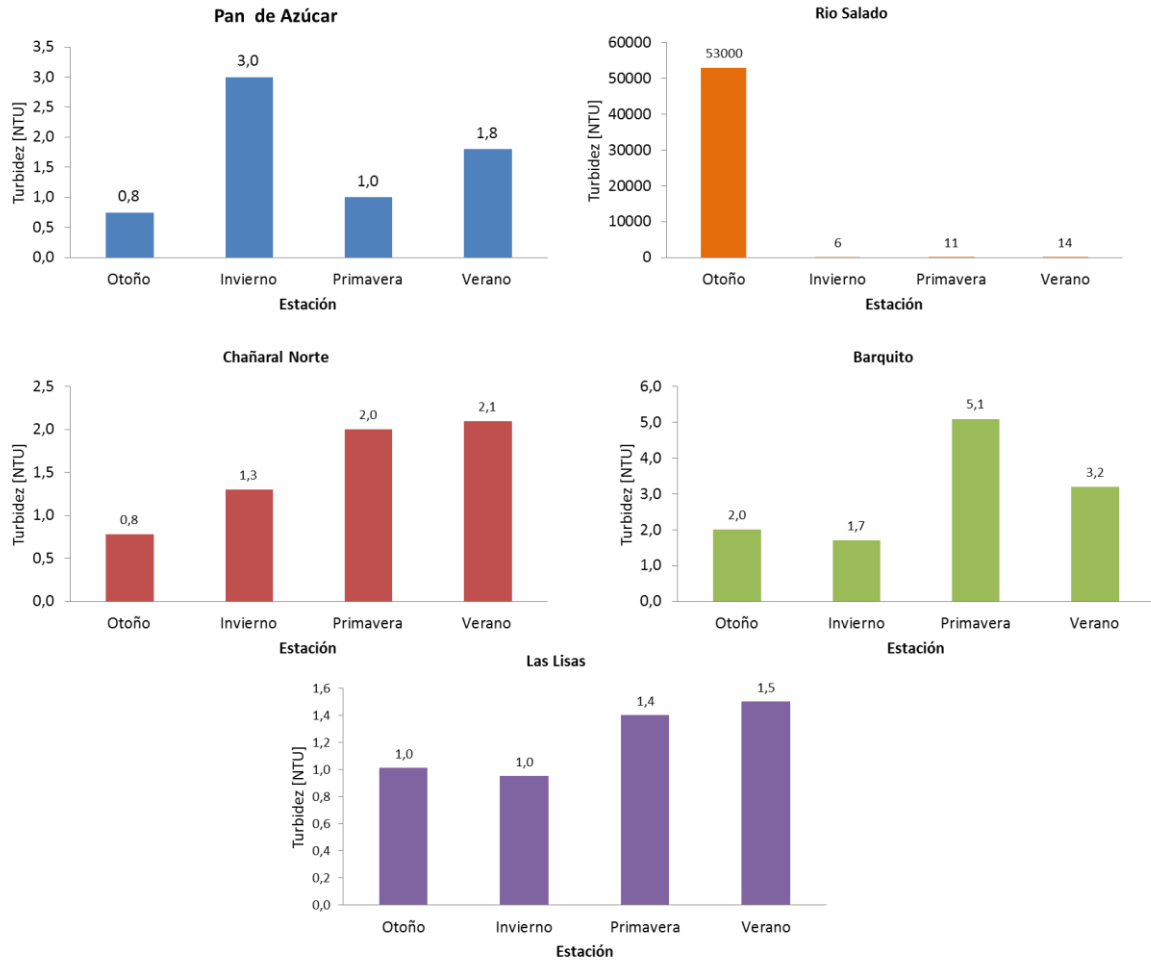 Pan de Azúcar
3,5
3,0
2,5
2,0
1,5
1,0
0,5
0,0
Turbidez [NTU]
0,8
3,0
1,0
1,8
Otoño Invierno Primavera Verano
Estación
Rio Salado
60000
50000
40000
30000
20000
10000
0
Turbidez [NTU]
53000
6
11
14
Otoño Invierno Primavera Verano
Estación
Chañaral Norte
2,5
2,0
1,5
1,0
0,5
0,0
Turbidez [NTU]
0,8
1,3
2,0
2,1
Otoño Invierno Primavera Verano
Estación
Barquito
6,0
5,0
4,0
3,0
2,0
1,0
0,0
Turbidez [NTU]
2,0
1,7
5,1
3,2
Otoño Invierno Primavera Verano
Estación
Las Lisas
1,6
1,4
1,2
1,0
0,8
0,6
0,4
0,2
0,0
Turbidez [NTU]
1,0
1,0
1,4
1,5
Otoño Invierno Primavera Verano
Estación